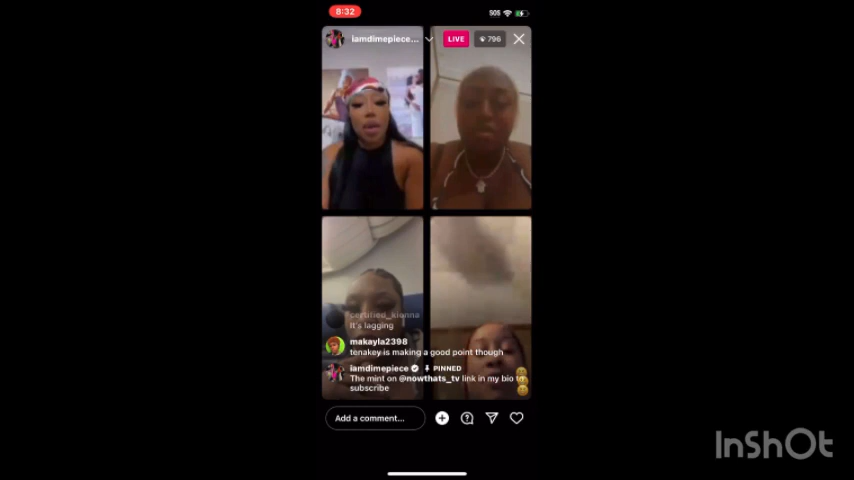 8:32
SOS
iamdimepiece...
LIVE
796
certified_kianna
It's lagging
makayla2398
tenakey is making a good point though
iamdimepiece PINNED
The mint on @nowthats_tv link in my bio to
subscribe
Add a comment...
InShOt